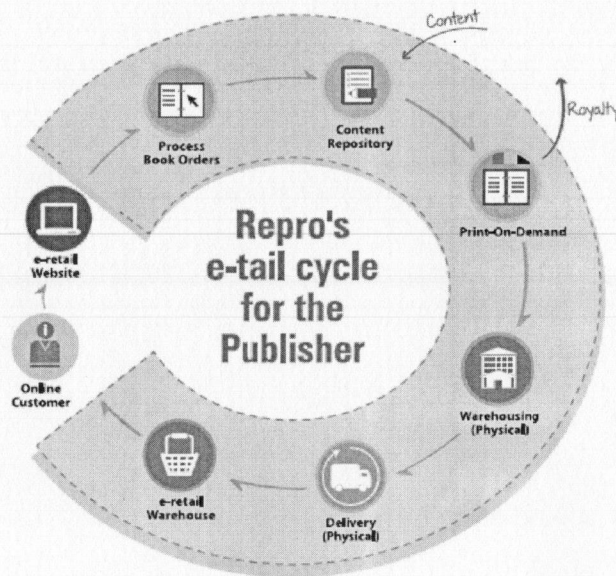 Content
Royalty
Process
Book Orders
Content
Repository
Print-On-Demand
e-retail
Website
Repro's
e-tail cycle
for the
Publisher
Online
Customer
Warehousing
(Physical)
e-retail
Warehouse
Delivery
(Physical)